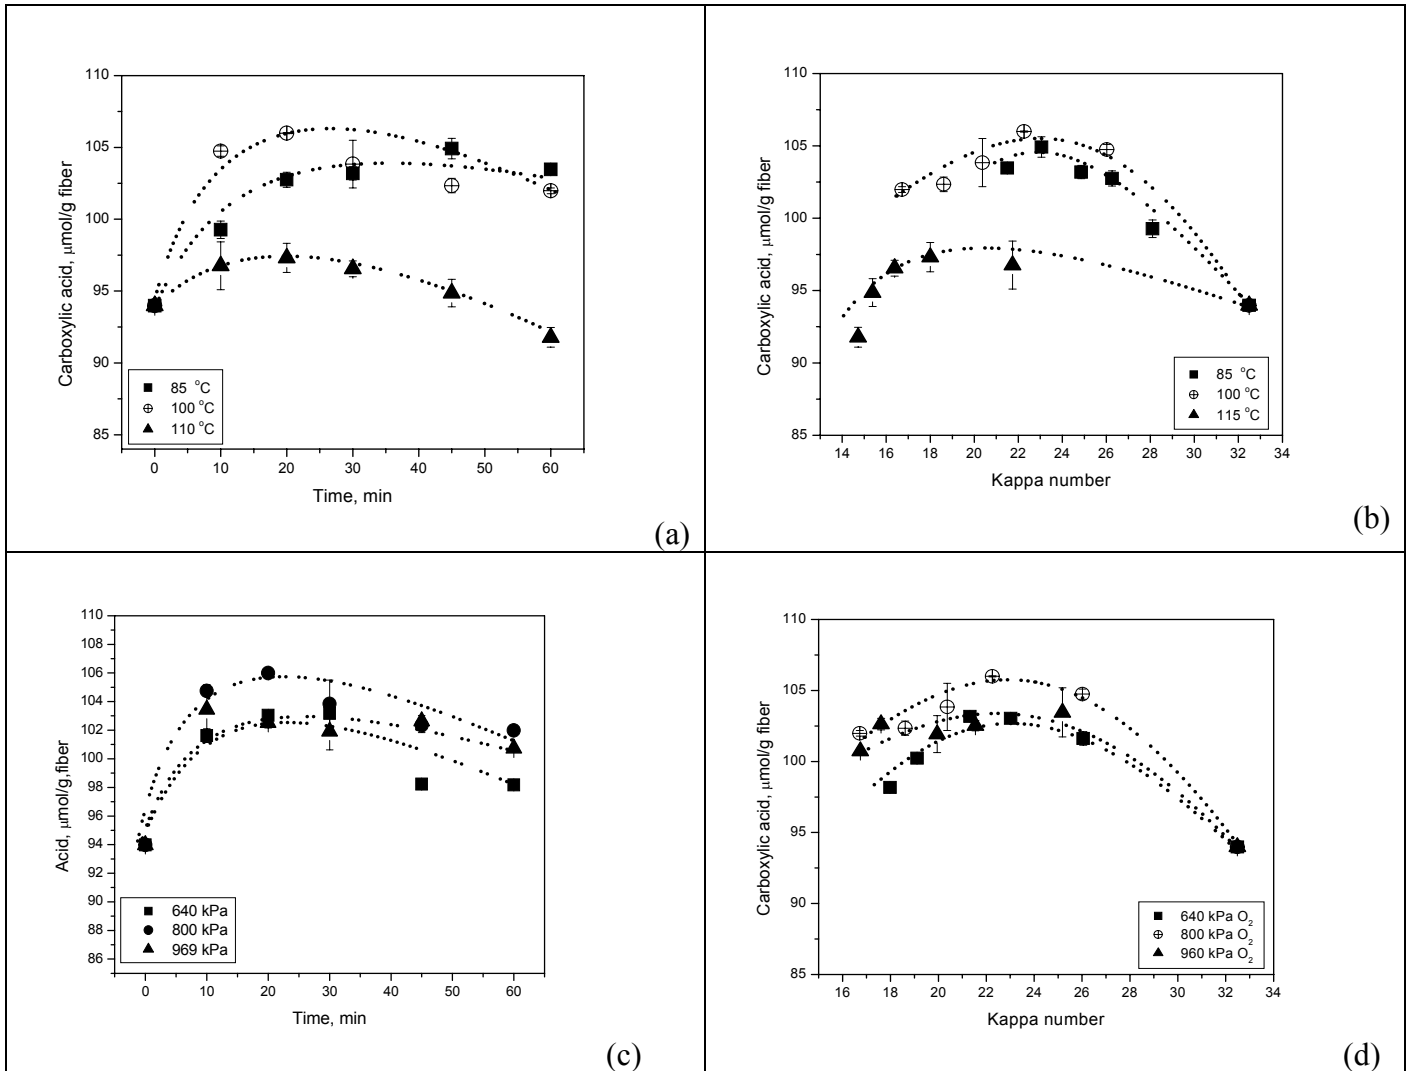 110
105
100
95
90
85
Carboxylic acid, μmol/g fiber
85 °C
100 °C
110 °C
0 10 20 30 40 50 60
Time, min
(a)
110
105
100
95
90
85
Carboxylic acid, μmol/g fiber
85 °C
100 °C
115 °C
14 16 18 20 22 24 26 28 30 32 34
Kappa number
(b)
110
108
106
104
102
100
98
96
94
92
90
88
86
Acid, μmol/g,fiber
640 kPa
800 kPa
969 kPa
0 10 20 30 40 50 60
Time, min
(c)
110
105
100
95
90
85
Carboxylic acid, μmol/g fiber
640 kPa O₂
800 kPa O₂
960 kPa O₂
16 18 20 22 24 26 28 30 32 34
Kappa number
(d)